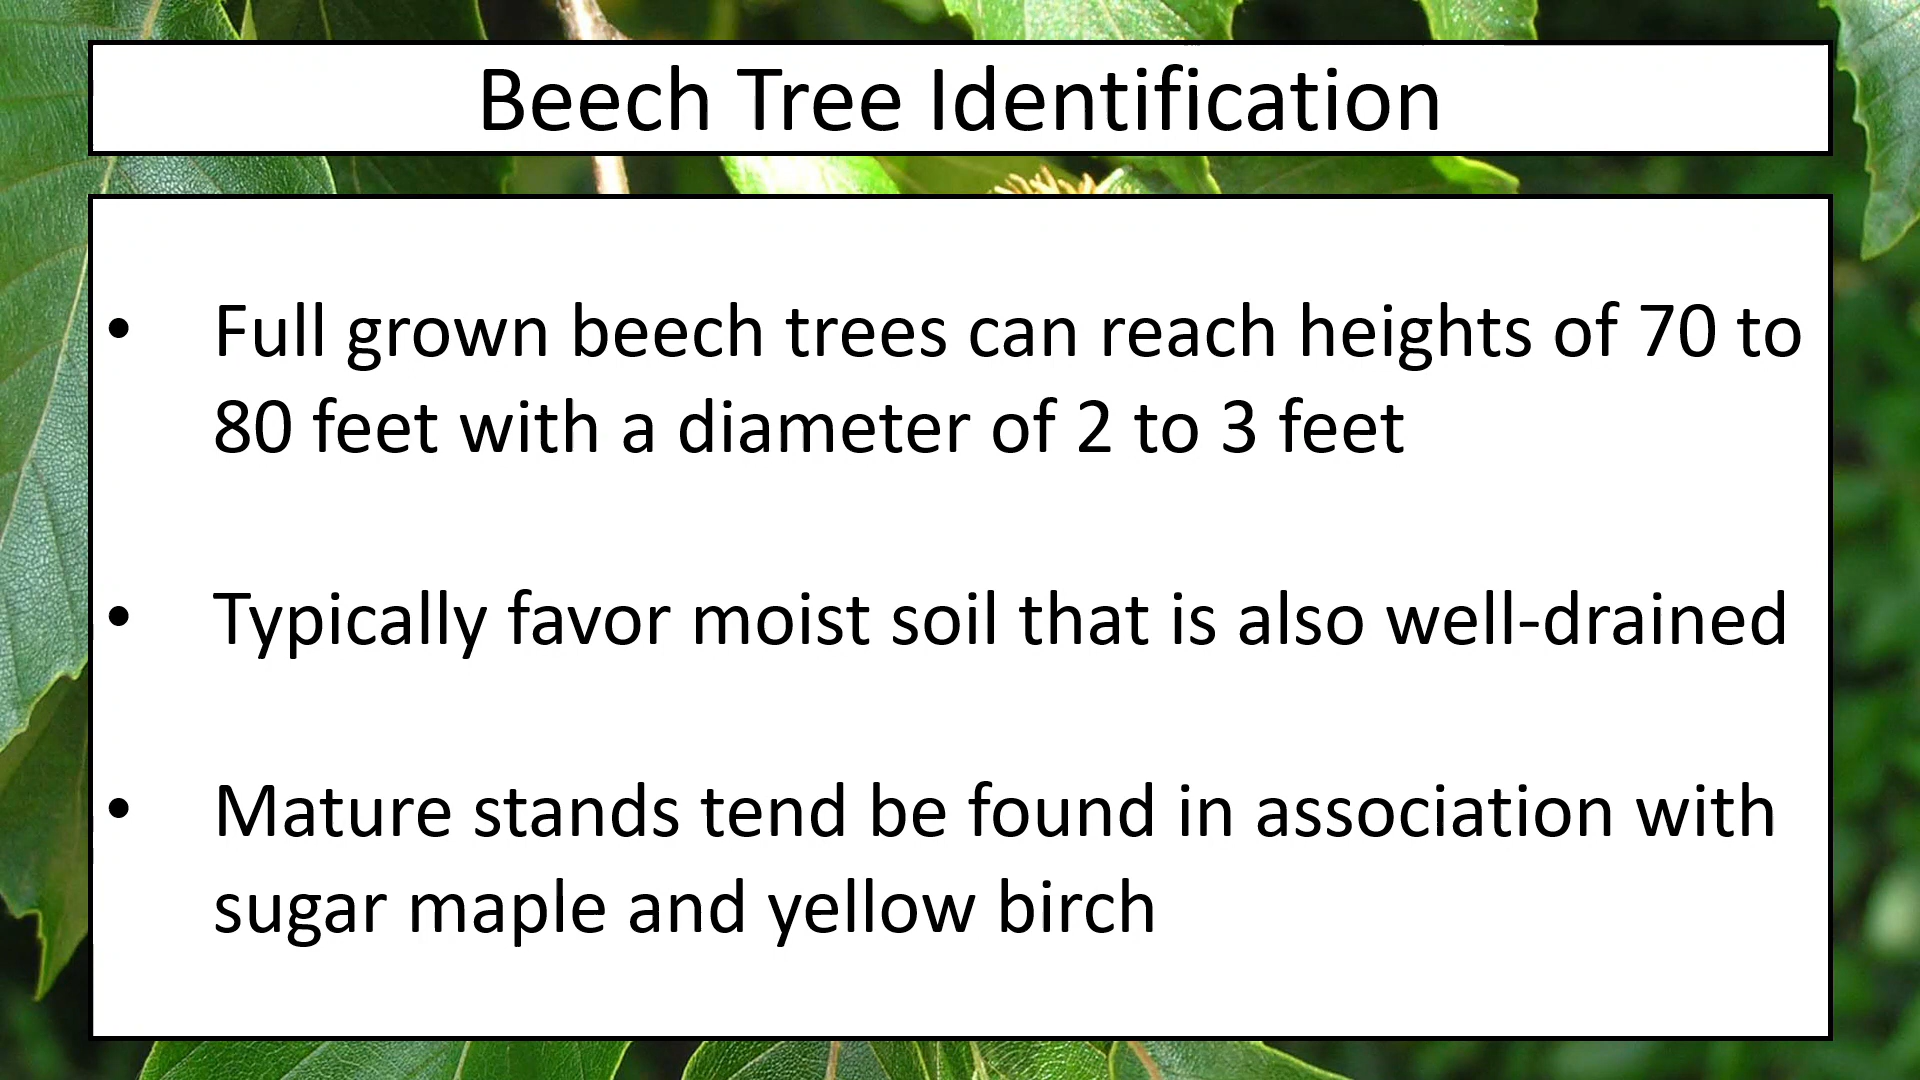 Beech Tree Identification
• Full grown beech trees can reach heights of 70 to
80 feet with a diameter of 2 to 3 feet
• Typically favor moist soil that is also well-drained
• Mature stands tend be found in association with
sugar maple and yellow birch